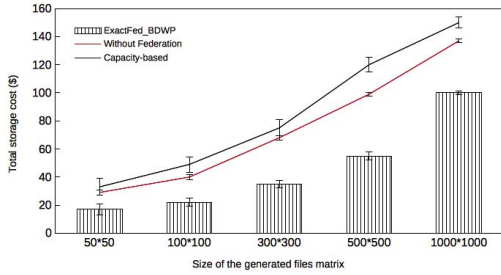 160
140
120
100
80
60
40
20
0
Total storage cost ($)
ExactFed_BDWP
Without Federation
Capacity-based
50*50 100*100 300*300 500*500 1000*1000
Size of the generated files matrix